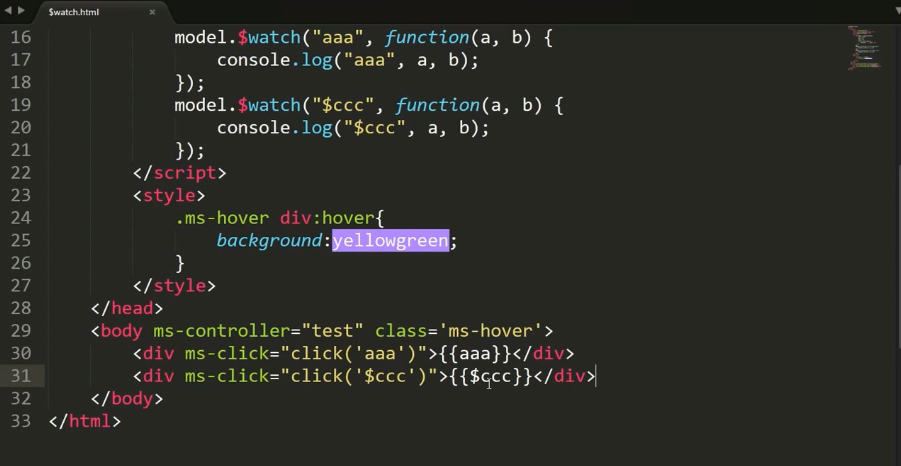 $watch.html
16 model.$watch("aaa", function(a, b) {
17 console.log("aaa", a, b);
18 });
19 model.$watch("$ccc", function(a, b) {
20 console.log("$ccc", a, b);
21 });
22 </script>
23 <style>
24 .ms-hover div:hover{
25 background:yellowgreen;
26 }
27 </style>
28 </head>
29 <body ms-controller="test" class='ms-hover'>
30 <div ms-click="click('aaa')">{{aaa}}</div>
31 <div ms-click="click('$ccc')">{{$ccc}}</div>
32 </body>
33 </html>